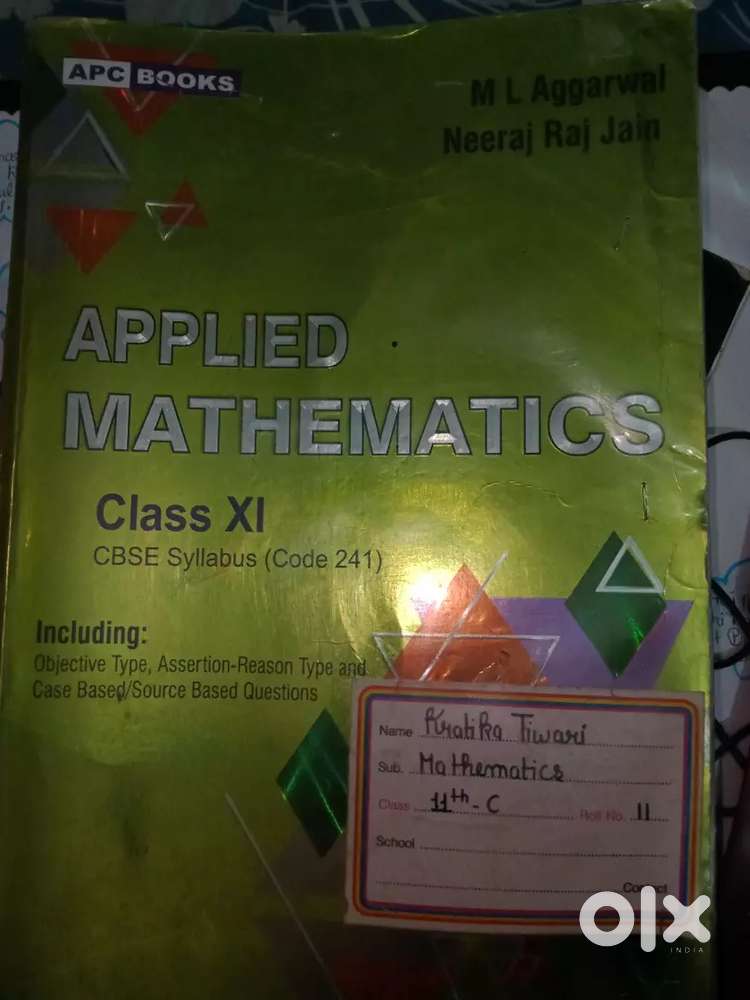 APC BOOKS
M L Aggarwal
Neeraj Raj Jain
APPLIED
MATHEMATICS
Class XI
CBSE Syllabus (Code 241)
Including:
Objective Type, Assertion-Reason Type and
Case Based/Source Based Questions
Name Kratika Tiwari
Sub. Mathematics
Class 11th - C Roll No. 11
School
olx
INDIA